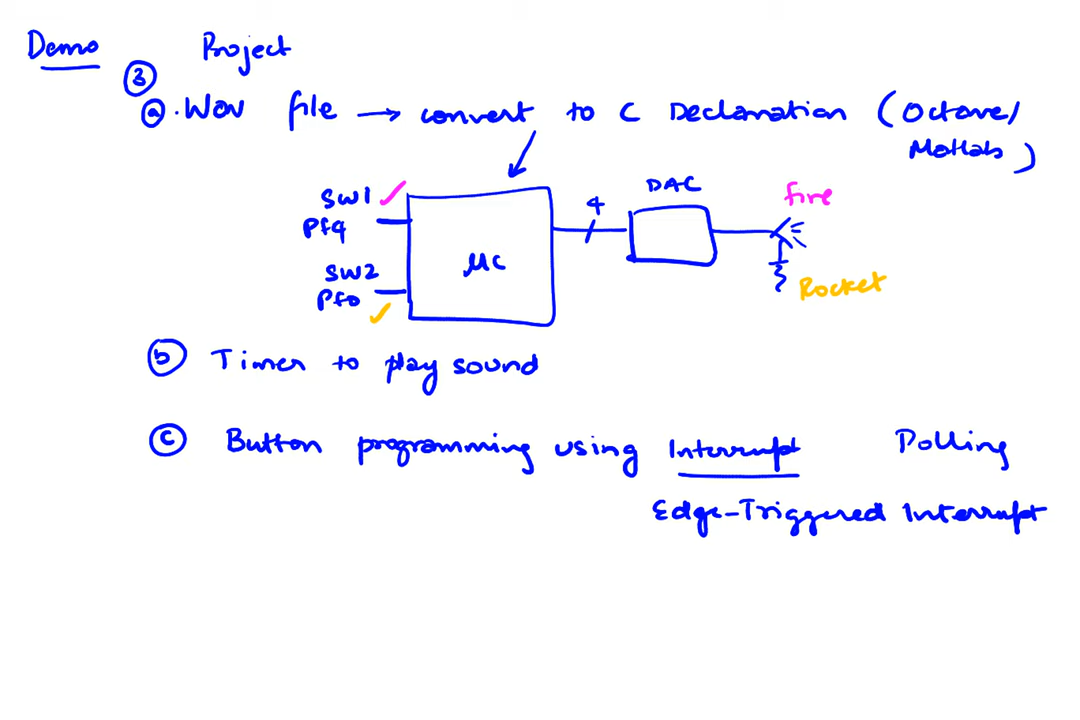 Demo Project
③
ⓐ .Wav file → convert to C Declaration (Octave/
Matlab)
SW1 ✓
Pf4
SW2
Pf0 ✓
μC
4
DAC
fire
Rocket
ⓑ Timer to play sound
ⓒ Button programming using Interrupt Polling
Edge-Triggered Interrupt